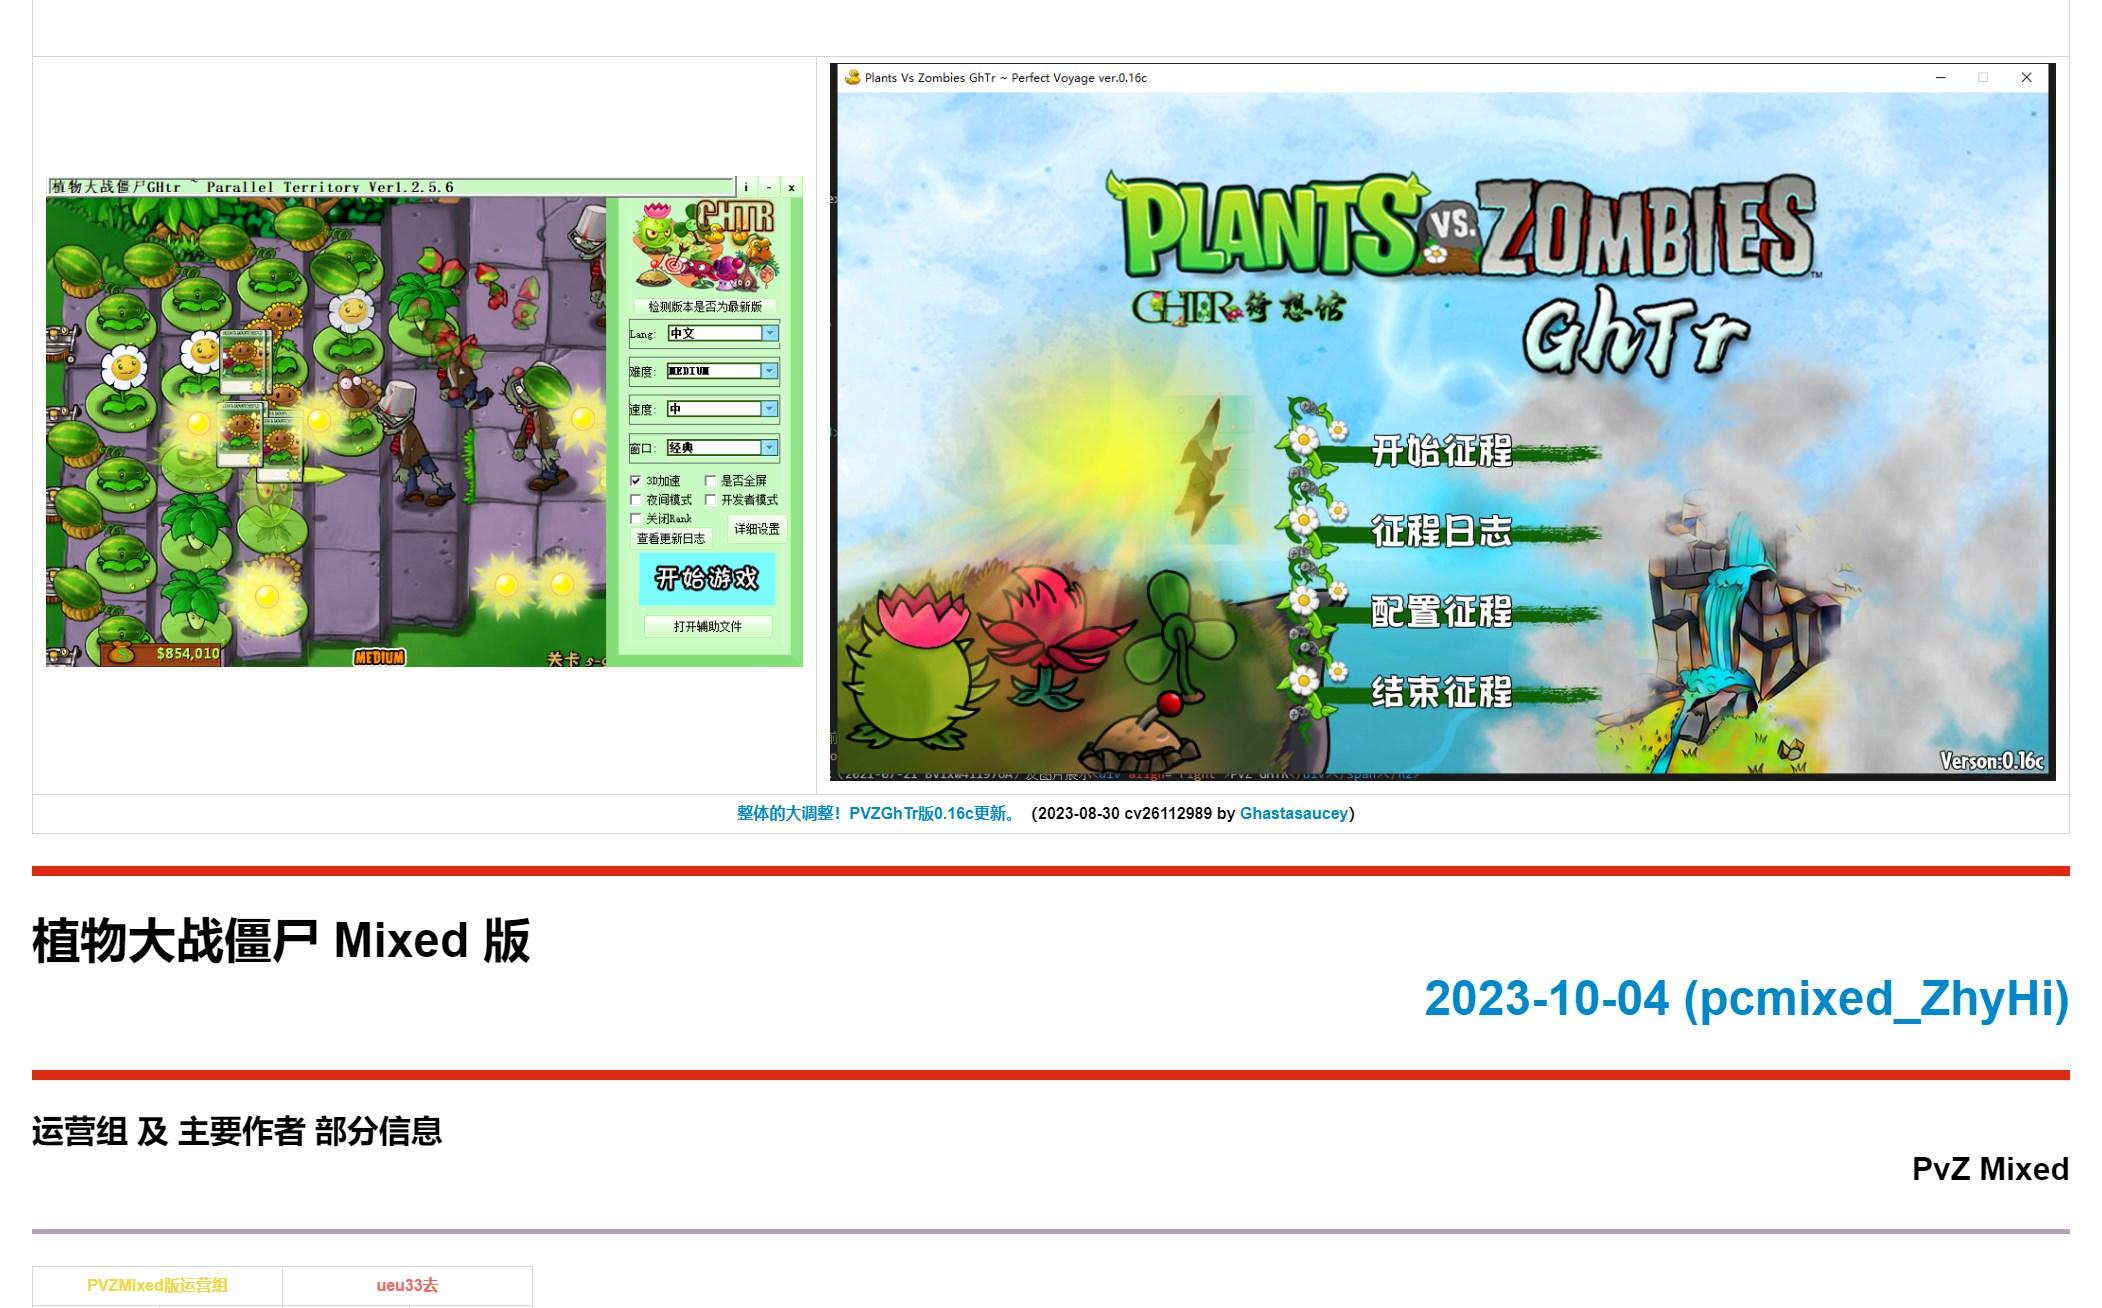 植物大战僵尸GHtr ~ Parallel Territory Ver1.2.5.6
GHTR
检测版本是否为最新版
Lang: 中文
难度: MEDIUM
速度: 中
窗口: 经典
3D加速 是否全屏
夜间模式 开发者模式
关闭Rank
查看更新日志 详细设置
开始游戏
打开辅助文件
$854,010
MEDIUM
关卡 5-
Plants Vs Zombies GhTr ~ Perfect Voyage ver.0.16c
PLANTS VS. ZOMBIES
TM
GHTR绮想馆
GhTr
开始征程
征程日志
配置征程
结束征程
Verson:0.16c
整体的大调整！PVZGhTr版0.16c更新。（2023-08-30 cv26112989 by Ghastasaucey）
植物大战僵尸 Mixed 版
2023-10-04 (pcmixed_ZhyHi)
运营组 及 主要作者 部分信息
PvZ Mixed
PVZMixed版运营组 ueu33去